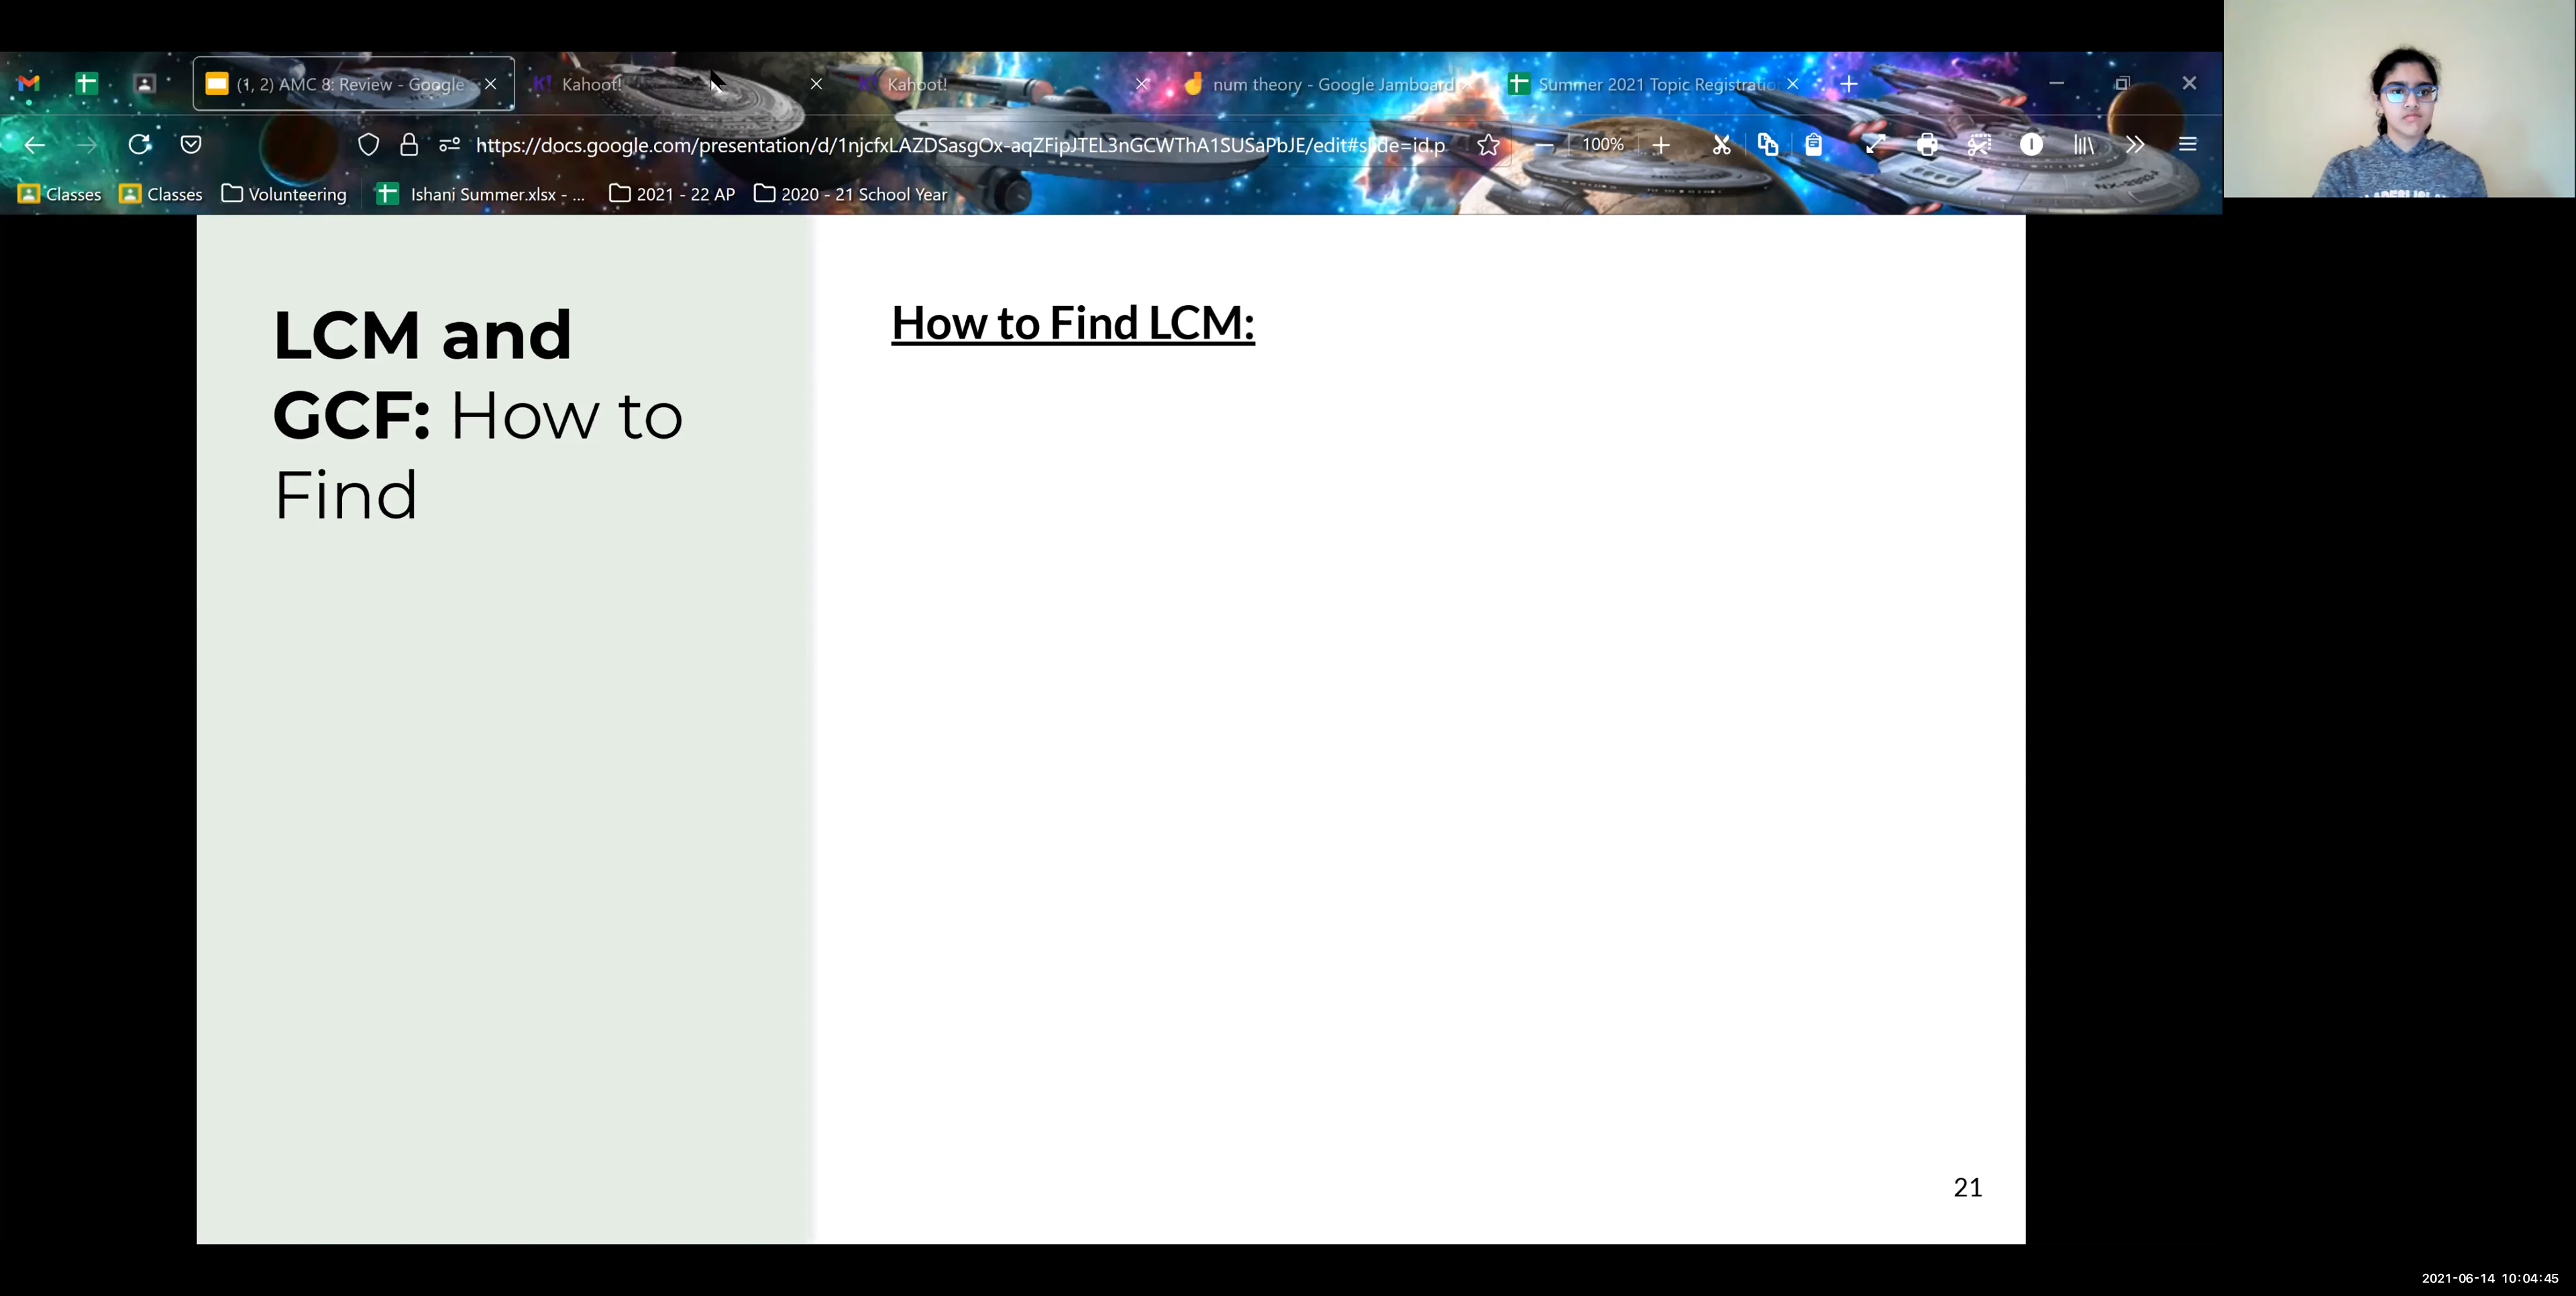 (1, 2) AMC 8: Review - Google
Kahoot!
Kahoot!
num theory - Google Jamboard
Summer 2021 Topic Registratio
https://docs.google.com/presentation/d/1njcfxLAZDSasgOx-aqZFipJTEL3nGCWThA1SUSaPbJE/edit#slide=id.p
100%
Classes
Classes
Volunteering
Ishani Summer.xlsx - ...
2021 - 22 AP
2020 - 21 School Year
LCM and
GCF: How to
Find
How to Find LCM:
21
2021-06-14 10:04:45